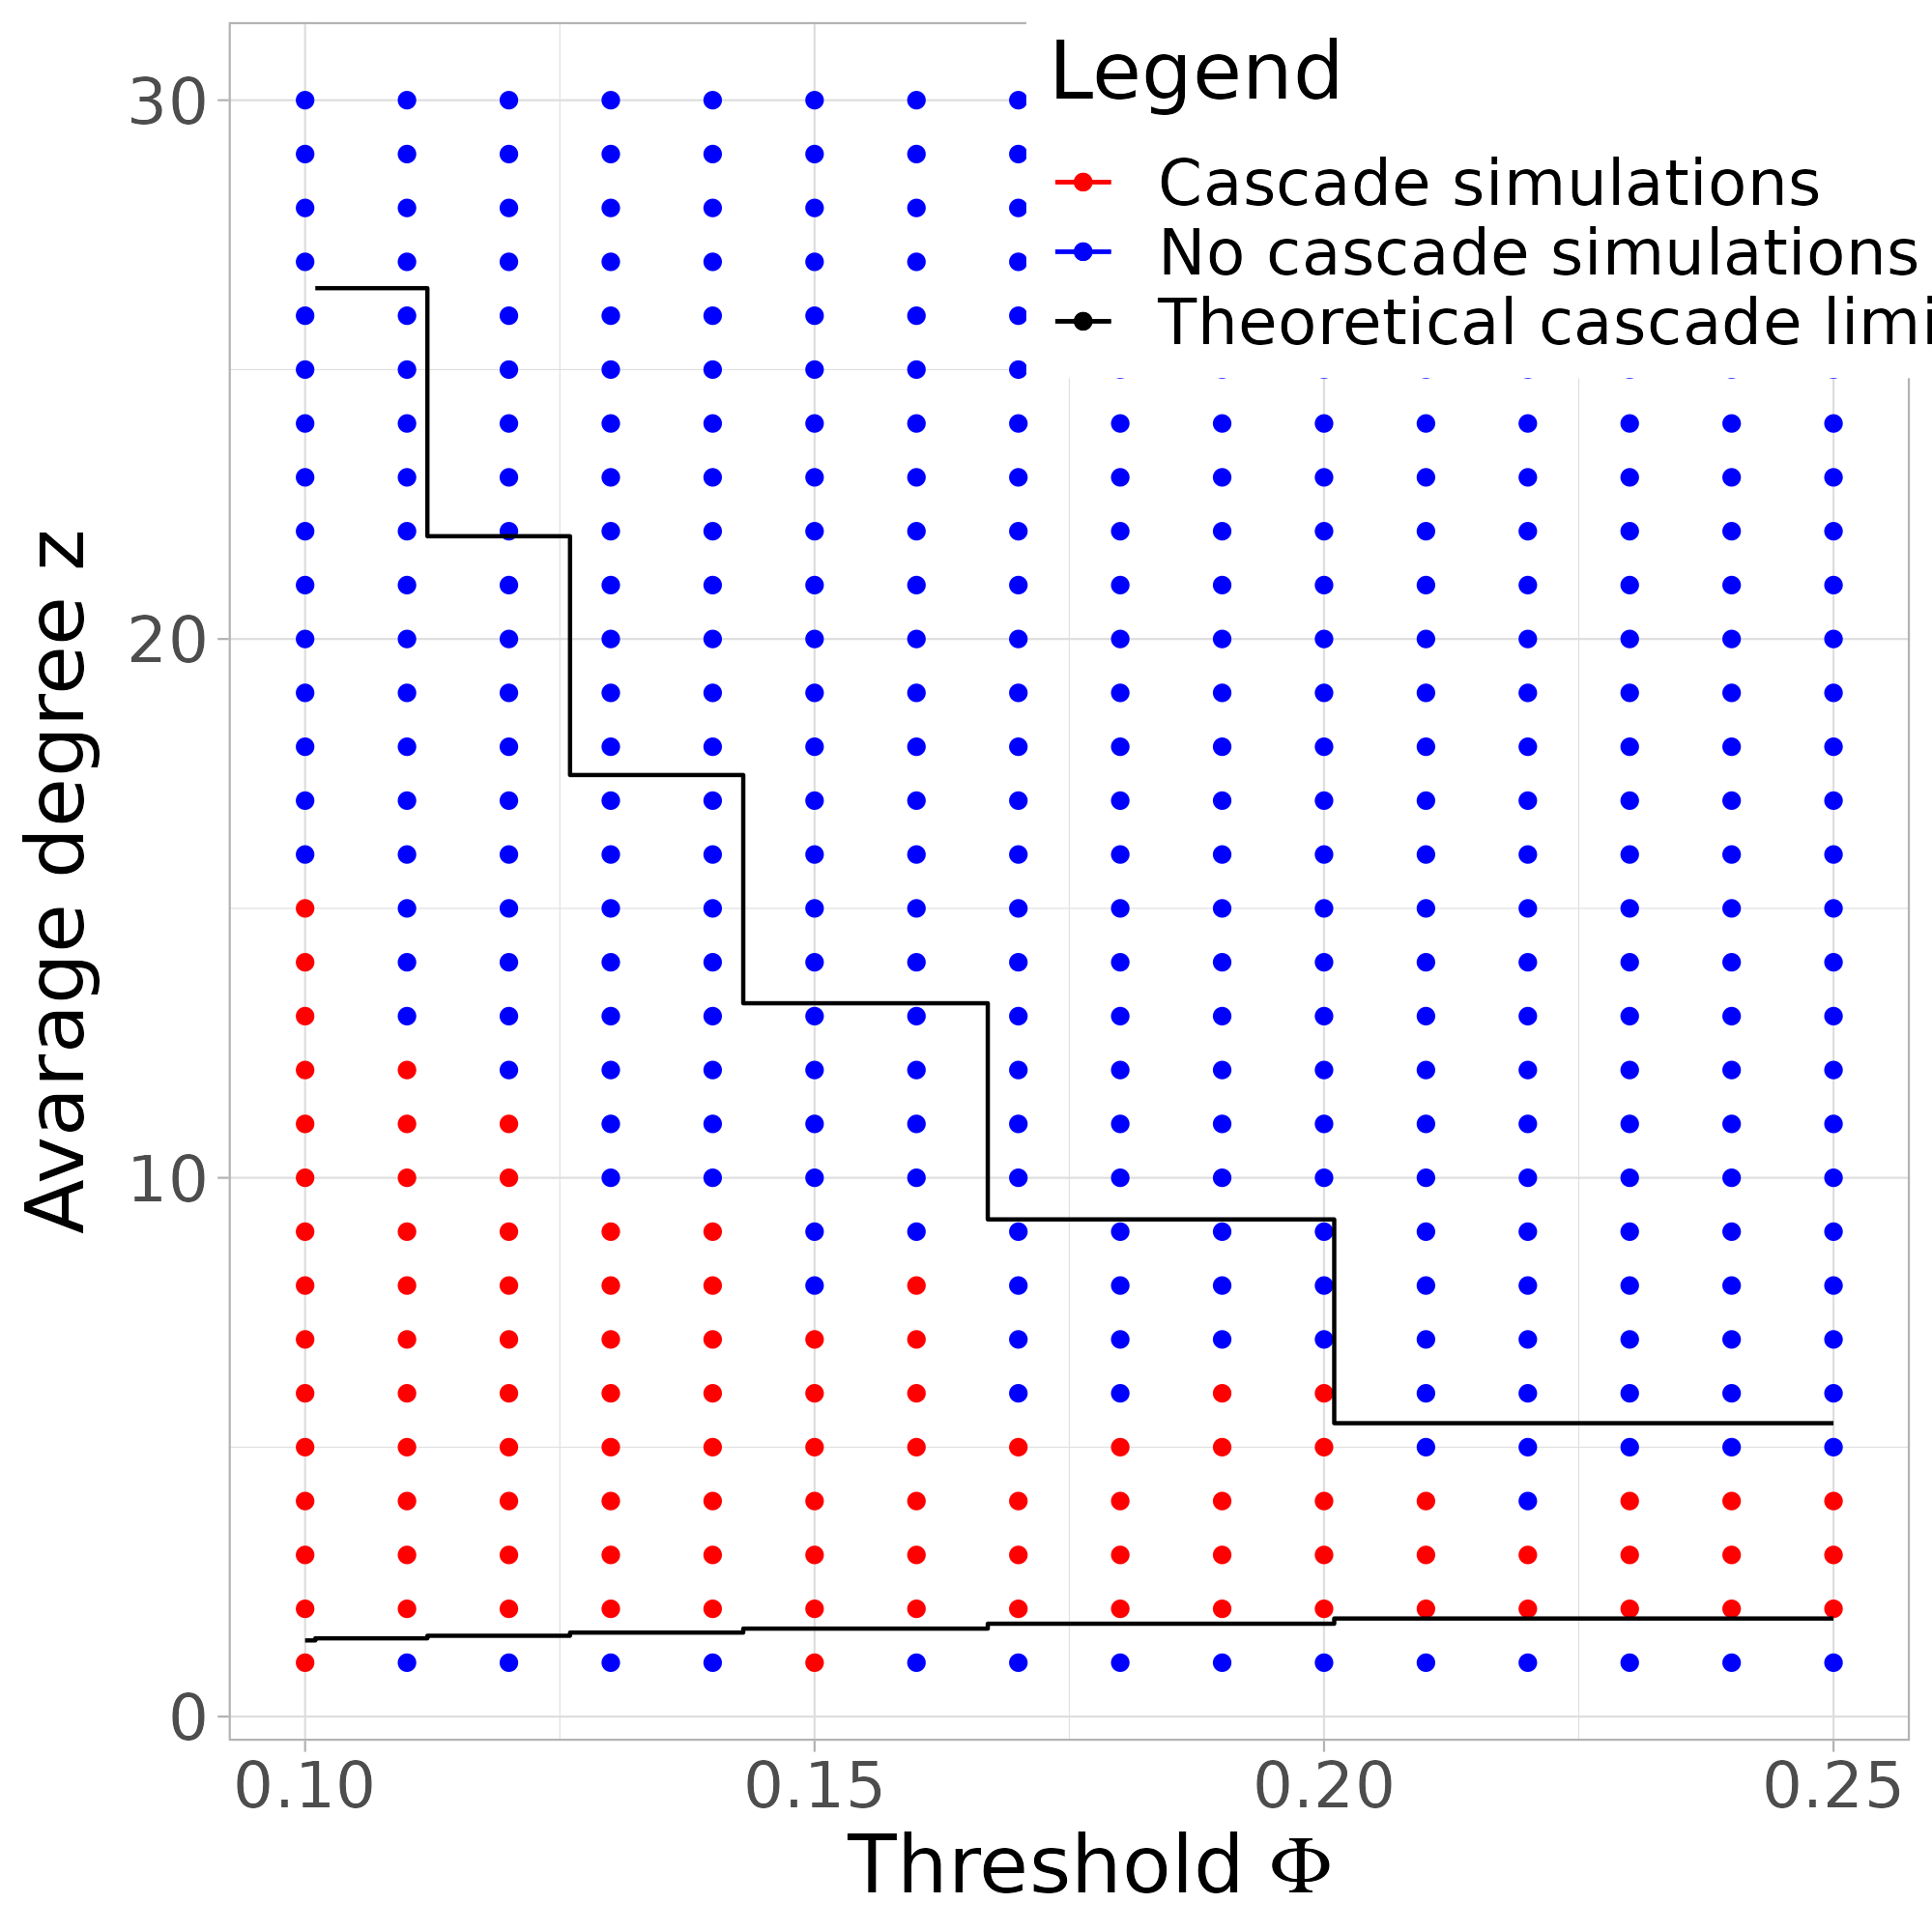 Legend
Cascade simulations
No cascade simulations
Theoretical cascade limi
30
20
10
0
Avarage degree z
0.10 0.15 0.20 0.25
Threshold Φ